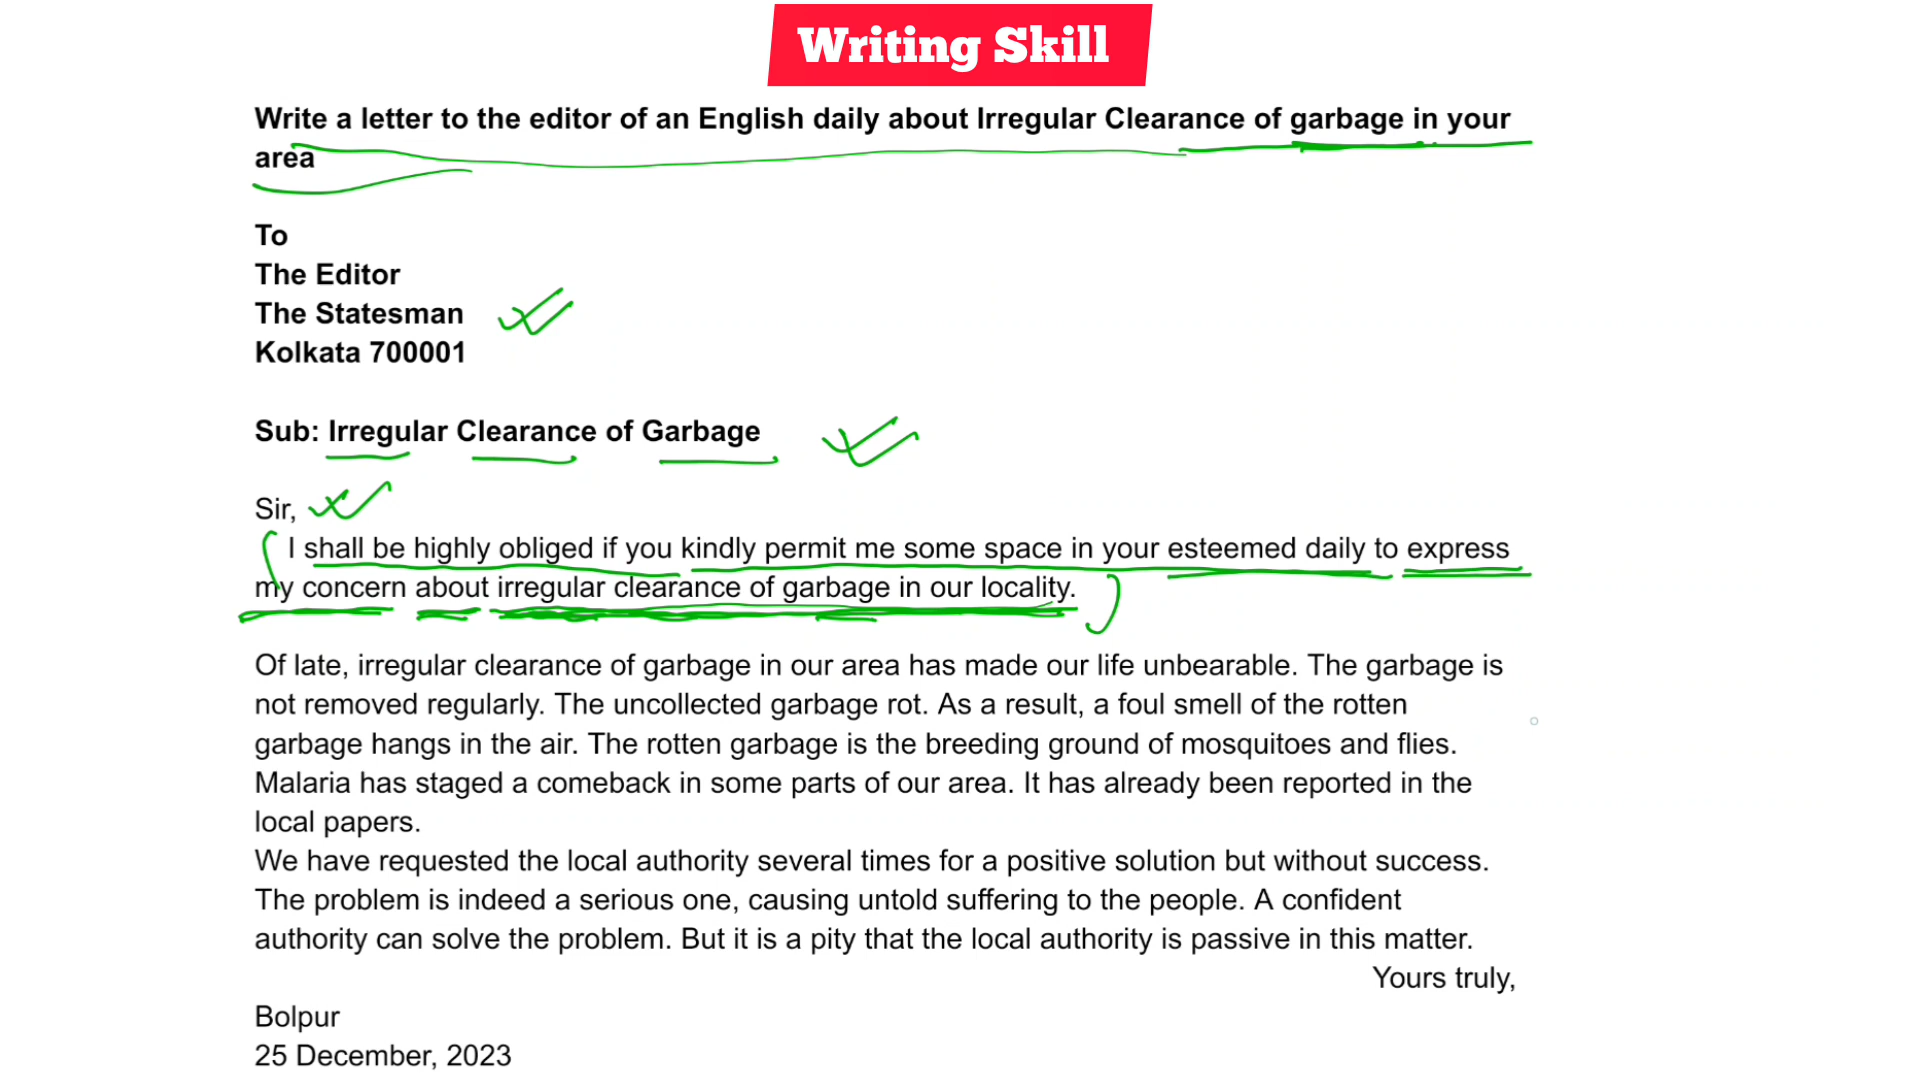 Writing Skill
Write a letter to the editor of an English daily about Irregular Clearance of garbage in your
area
To
The Editor
The Statesman
Kolkata 700001
Sub: Irregular Clearance of Garbage
Sir,
I shall be highly obliged if you kindly permit me some space in your esteemed daily to express
my concern about irregular clearance of garbage in our locality.
Of late, irregular clearance of garbage in our area has made our life unbearable. The garbage is
not removed regularly. The uncollected garbage rot. As a result, a foul smell of the rotten
garbage hangs in the air. The rotten garbage is the breeding ground of mosquitoes and flies.
Malaria has staged a comeback in some parts of our area. It has already been reported in the
local papers.
We have requested the local authority several times for a positive solution but without success.
The problem is indeed a serious one, causing untold suffering to the people. A confident
authority can solve the problem. But it is a pity that the local authority is passive in this matter.
Yours truly,
Bolpur
25 December, 2023